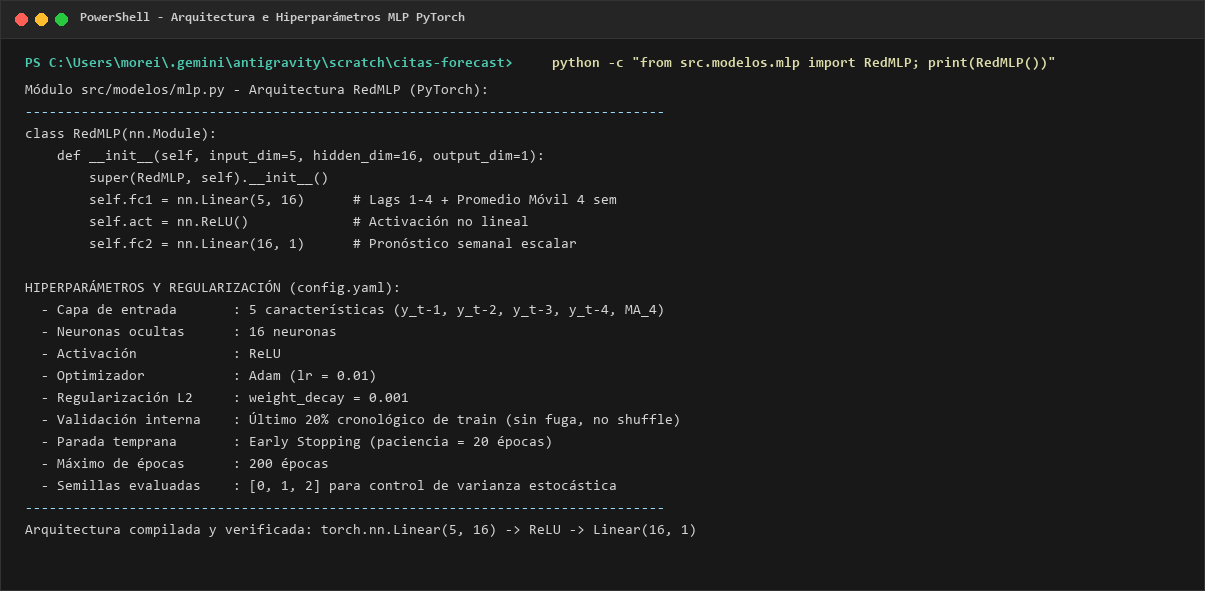 PowerShell - Arquitectura e Hiperparámetros MLP PyTorch
PS C:\Users\morei\.gemini\antigravity\scratch\citas-forecast>     python -c "from src.modelos.mlp import RedMLP; print(RedMLP())"
Módulo src/modelos/mlp.py - Arquitectura RedMLP (PyTorch):
--------------------------------------------------------------------------------
class RedMLP(nn.Module):
    def __init__(self, input_dim=5, hidden_dim=16, output_dim=1):
        super(RedMLP, self).__init__()
        self.fc1 = nn.Linear(5, 16)      # Lags 1-4 + Promedio Móvil 4 sem
        self.act = nn.ReLU()             # Activación no lineal
        self.fc2 = nn.Linear(16, 1)      # Pronóstico semanal escalar
HIPERPARÁMETROS Y REGULARIZACIÓN (config.yaml):
  - Capa de entrada       : 5 características (y_t-1, y_t-2, y_t-3, y_t-4, MA_4)
  - Neuronas ocultas      : 16 neuronas
  - Activación            : ReLU
  - Optimizador           : Adam (lr = 0.01)
  - Regularización L2     : weight_decay = 0.001
  - Validación interna    : Último 20% cronológico de train (sin fuga, no shuffle)
  - Parada temprana       : Early Stopping (paciencia = 20 épocas)
  - Máximo de épocas      : 200 épocas
  - Semillas evaluadas    : [0, 1, 2] para control de varianza estocástica
--------------------------------------------------------------------------------
Arquitectura compilada y verificada: torch.nn.Linear(5, 16) -> ReLU -> Linear(16, 1)